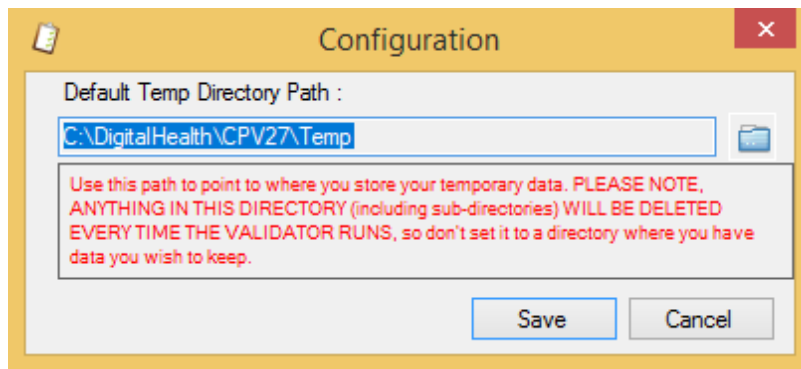 Configuration
Default Temp Directory Path :
C:\DigitalHealth\CPV27\Temp
Use this path to point to where you store your temporary data. PLEASE NOTE,
ANYTHING IN THIS DIRECTORY (including sub-directories) WILL BE DELETED
EVERY TIME THE VALIDATOR RUNS, so don't set it to a directory where you have
data you wish to keep.
Save
Cancel